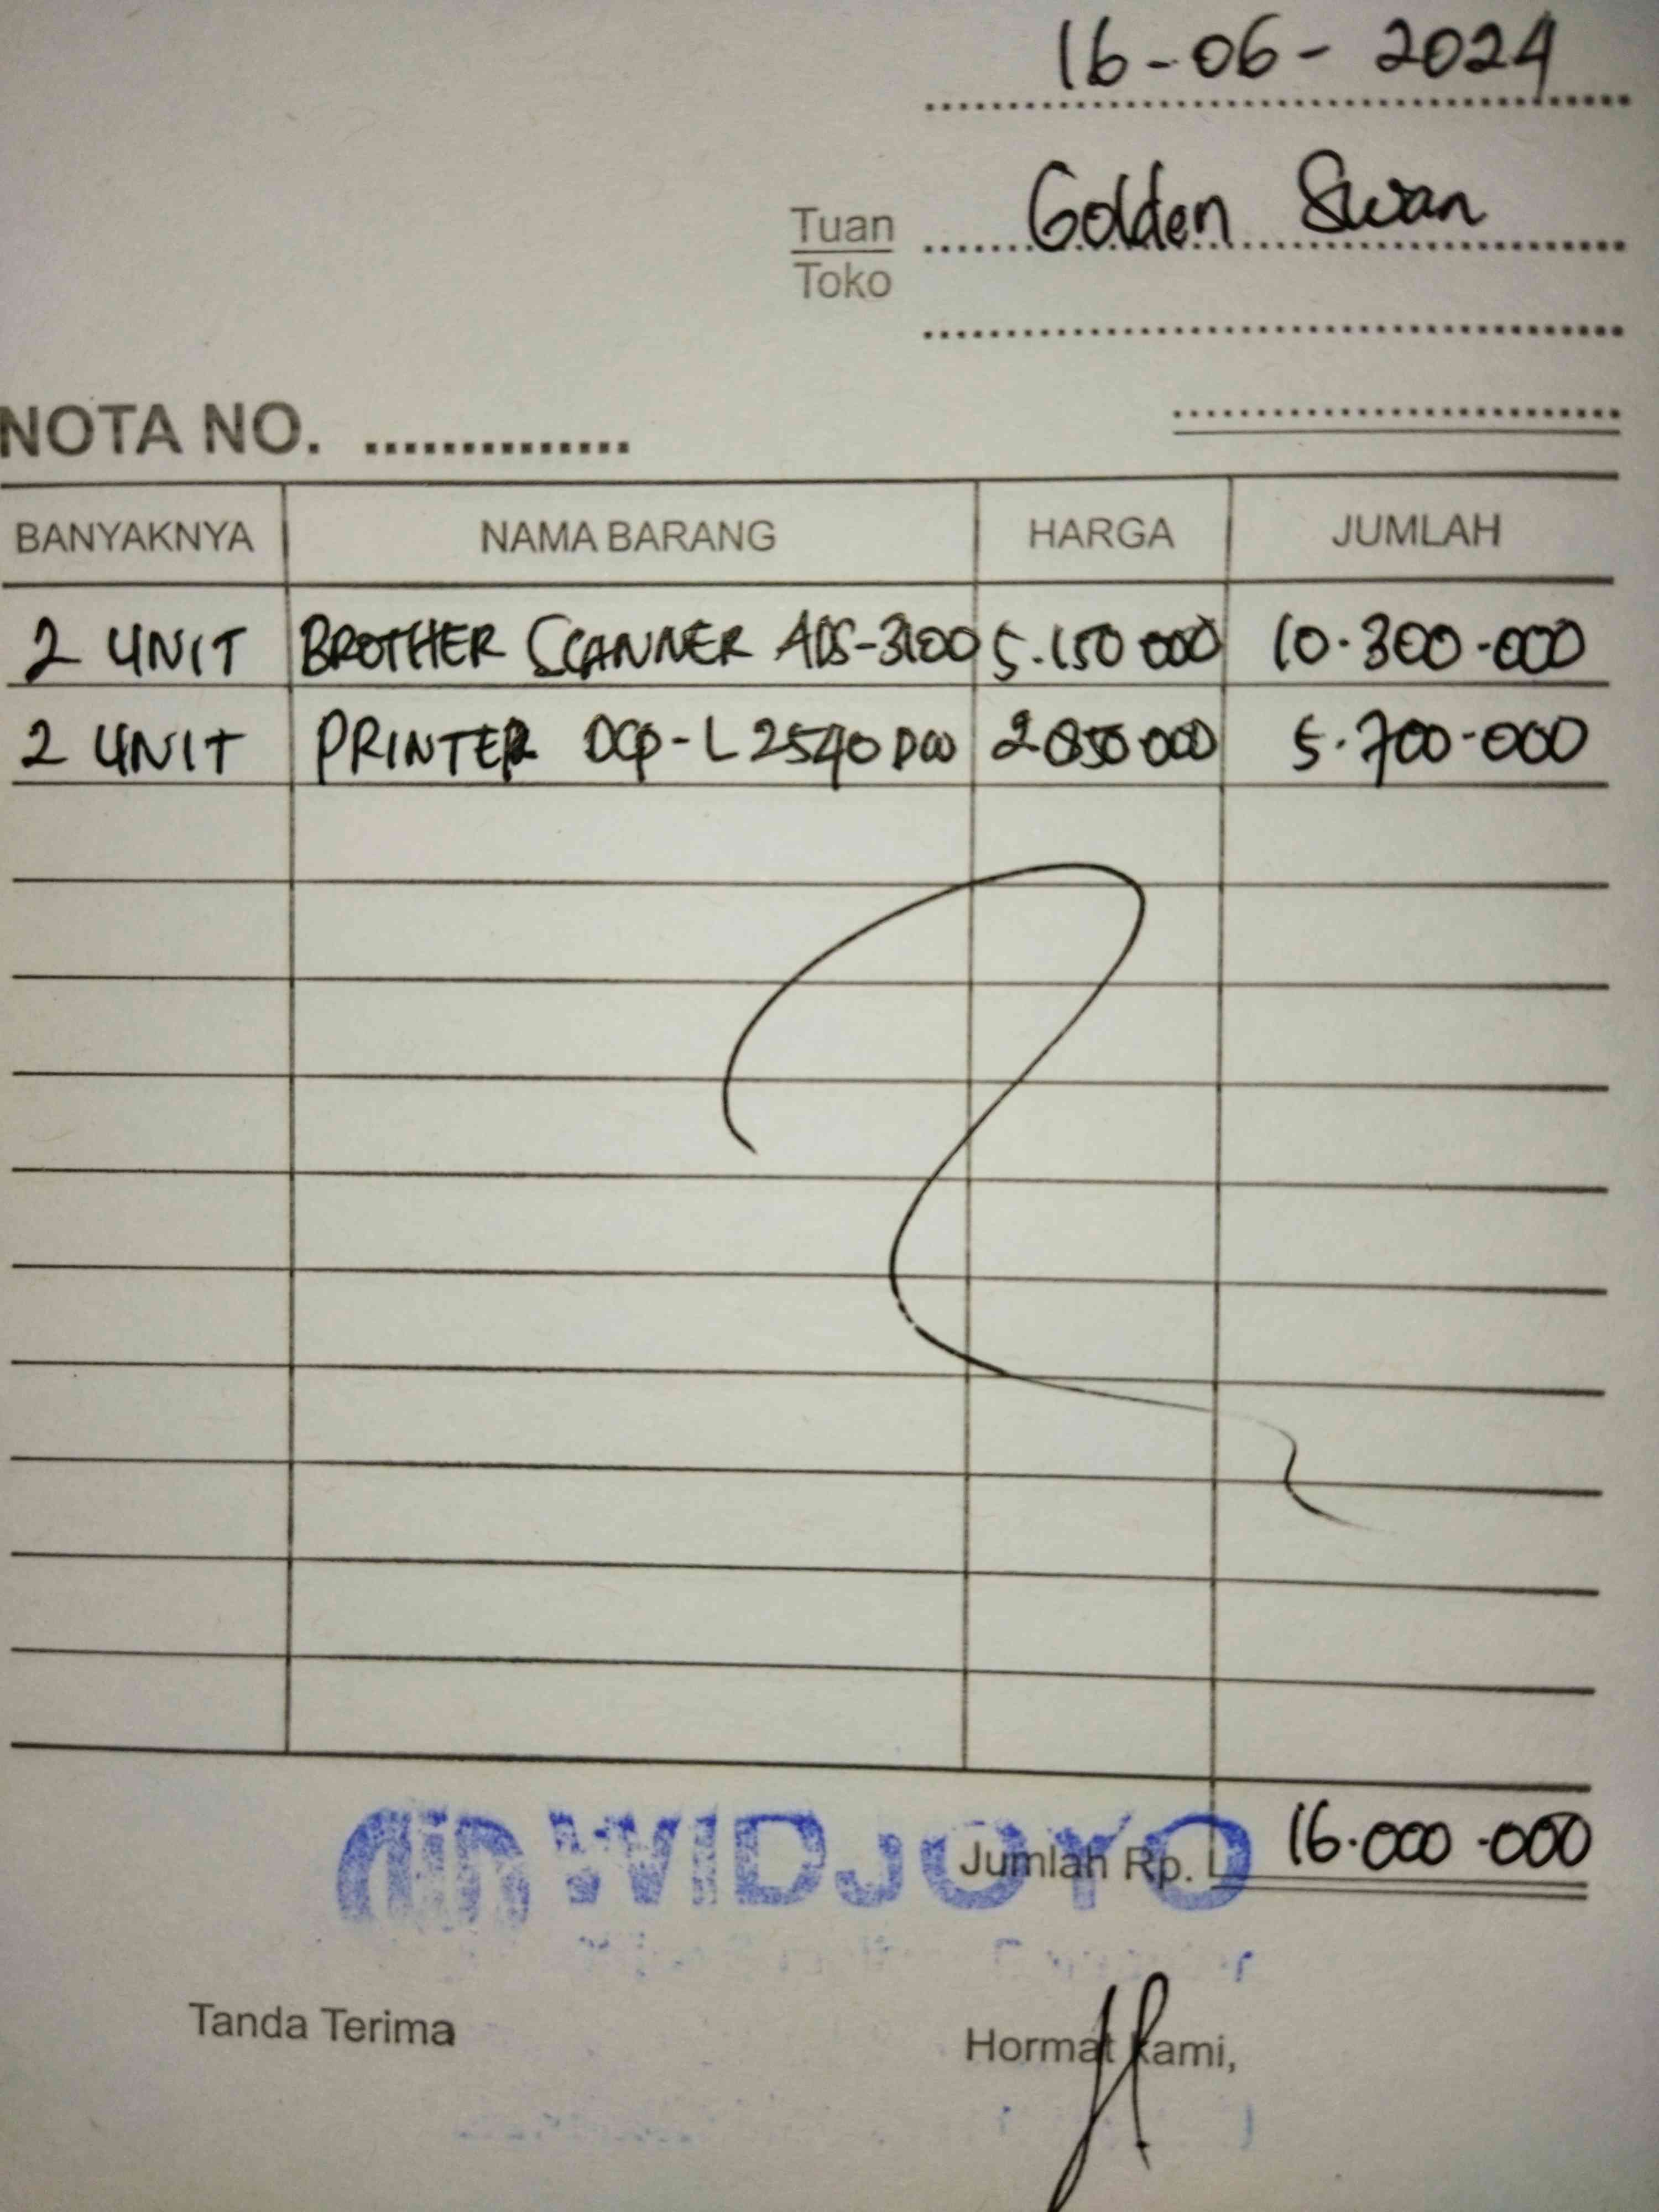 16-06-2024
Tuan Golden Swan
Toko
NOTA NO. ..............
BANYAKNYA NAMA BARANG HARGA JUMLAH
2 UNIT BROTHER SCANNER ADS-3100 5.150 000 10.300.000
2 UNIT PRINTER DCP-L2540DW 2 850 000 5.700.000
WIDJOYO
Jumlah Rp. 16.000.000
Tanda Terima Hormat kami,